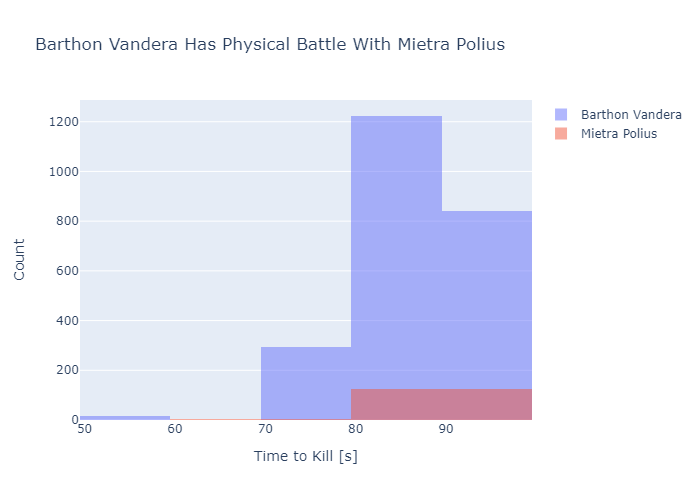 Barthon Vandera Has Physical Battle With Mietra Polius
Barthon Vandera
Mietra Polius
1200
1000
800
600
400
200
0
50 60 70 80 90
Count
Time to Kill [s]